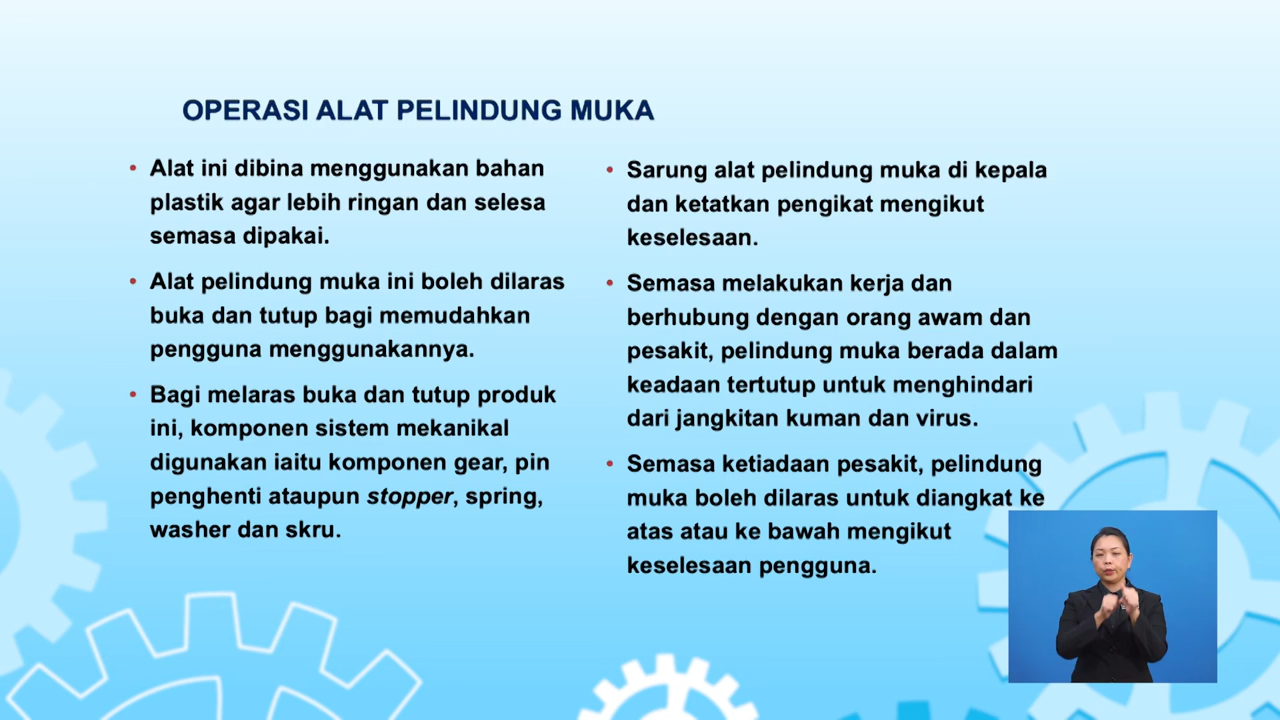 OPERASI ALAT PELINDUNG MUKA
• Alat ini dibina menggunakan bahan
plastik agar lebih ringan dan selesa
semasa dipakai.
• Alat pelindung muka ini boleh dilaras
buka dan tutup bagi memudahkan
pengguna menggunakannya.
• Bagi melaras buka dan tutup produk
ini, komponen sistem mekanikal
digunakan iaitu komponen gear, pin
penghenti ataupun stopper, spring,
washer dan skru.
• Sarung alat pelindung muka di kepala
dan ketatkan pengikat mengikut
keselesaan.
• Semasa melakukan kerja dan
berhubung dengan orang awam dan
pesakit, pelindung muka berada dalam
keadaan tertutup untuk menghindari
dari jangkitan kuman dan virus.
• Semasa ketiadaan pesakit, pelindung
muka boleh dilaras untuk diangkat ke
atas atau ke bawah mengikut
keselesaan pengguna.